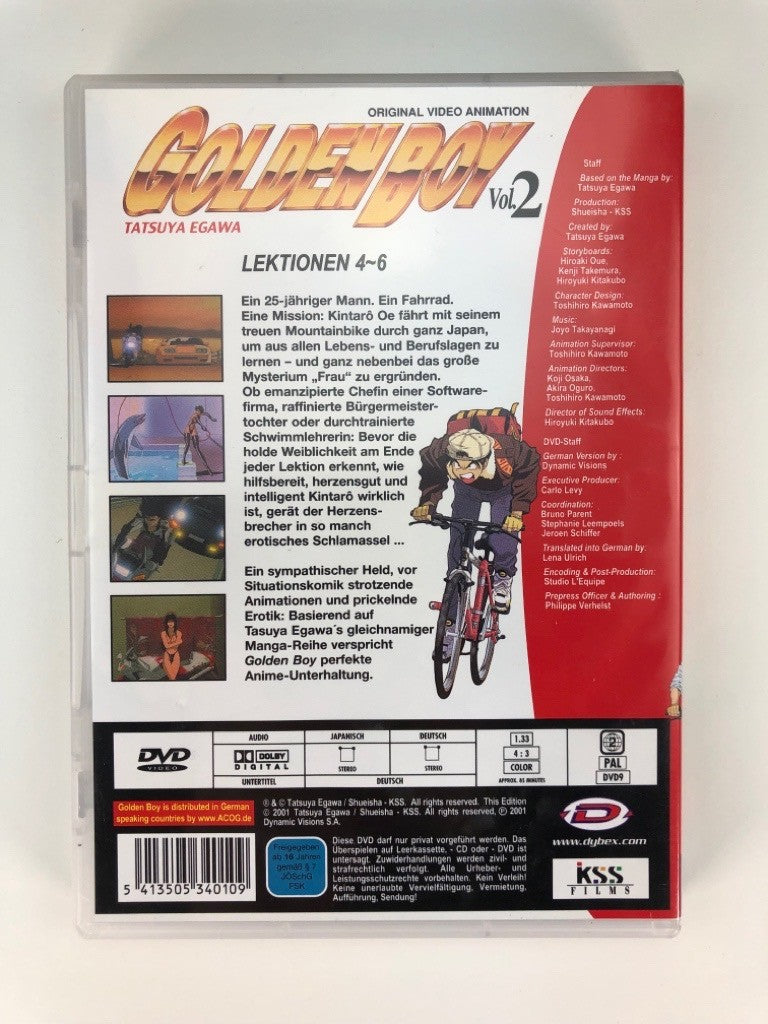 ORIGINAL VIDEO ANIMATION
GOLDEN BOY
Vol.2
TATSUYA EGAWA
LEKTIONEN 4~6
Ein 25-jähriger Mann. Ein Fahrrad.
Eine Mission: Kintarô Oe fährt mit seinem
treuen Mountainbike durch ganz Japan,
um aus allen Lebens- und Berufslagen zu
lernen – und ganz nebenbei das große
Mysterium „Frau" zu ergründen.
Ob emanzipierte Chefin einer Software-
firma, raffinierte Bürgermeister-
tochter oder durchtrainierte
Schwimmlehrerin: Bevor die
holde Weiblichkeit am Ende
jeder Lektion erkennt, wie
hilfsbereit, herzensgut und
intelligent Kintarô wirklich
ist, gerät der Herzens-
brecher in so manch
erotisches Schlamassel ...
Ein sympathischer Held, vor
Situationskomik strotzende
Animationen und prickelnde
Erotik: Basierend auf
Tasuya Egawa´s gleichnamiger
Manga-Reihe verspricht
Golden Boy perfekte
Anime-Unterhaltung.
Staff
Based on the Manga by:
Tatsuya Egawa
Production:
Shueisha - KSS
Created by:
Tatsuya Egawa
Storyboards:
Hiroaki Oue,
Kenji Takemura,
Hiroyuki Kitakubo
Character Design:
Toshihiro Kawamoto
Music:
Joyo Takayanagi
Animation Supervisor:
Toshihiro Kawamoto
Animation Directors:
Koji Osaka,
Akira Oguro,
Toshihiro Kawamoto
Director of Sound Effects:
Hiroyuki Kitakubo
DVD-Staff
German Version by :
Dynamic Visions
Executive Producer:
Carlo Levy
Coordination:
Bruno Parent
Stephanie Leempoels
Jeroen Schiffer
Translated into German by:
Lena Ulrich
Encoding & Post-Production:
Studio L'Equipe
Prepress Officer & Authoring :
Philippe Verhelst
DVD
VIDEO
AUDIO
DOLBY
DIGITAL
UNTERTITEL
JAPANISCH
STEREO
DEUTSCH
STEREO
DEUTSCH
1.33
4 : 3
COLOR
APPROX. 85 MINUTES
2
PAL
DVD9
Golden Boy is distributed in German
speaking countries by www.ACOG.de
® & © Tatsuya Egawa / Shueisha - KSS. All rights reserved. This Edition
© 2001 Tatsuya Egawa / Shueisha - KSS. All rights reserved, ℗ 2001
Dynamic Visions S.A.
D
www.dybex.com
5 413505 340109
Freigegeben
ab 16 Jahren
gemäß § 7
JÖSchG
FSK
Diese DVD darf nur privat vorgeführt werden. Das
Überspielen auf Leerkassette, - CD oder - DVD ist
untersagt. Zuwiderhandlungen werden zivil- und
strafrechtlich verfolgt. Alle Urheber- und
Leistungsschutzrechte vorbehalten. Kein Verleih!
Keine unerlaubte Vervielfältigung, Vermietung,
Aufführung, Sendung!
KSS
FILMS